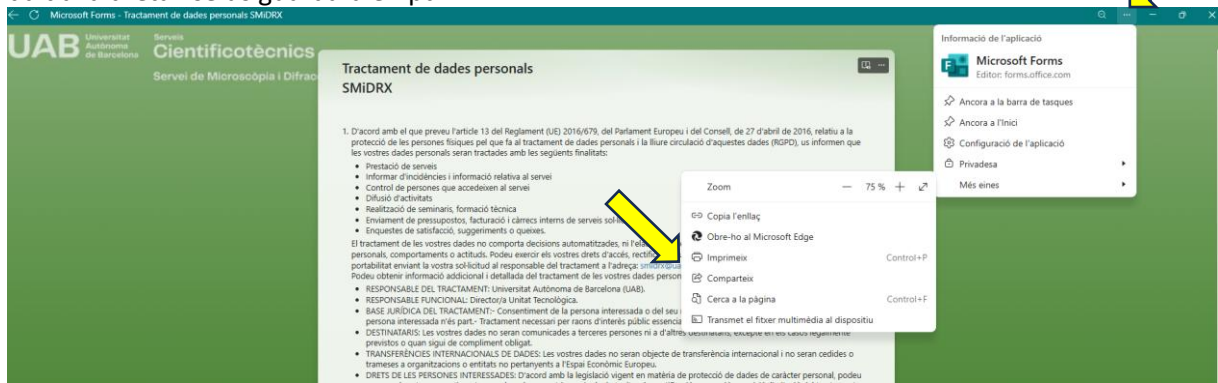 Microsoft Forms - Tractament de dades personals SMiDRX
UAB Universitat Autònoma de Barcelona
Serveis
Cientificotècnics
Servei de Microscòpia i Difrac
Tractament de dades personals
SMiDRX
1. D'acord amb el que preveu l'article 13 del Reglament (UE) 2016/679, del Parlament Europeu i del Consell, de 27 d'abril de 2016, relatiu a la
protecció de les persones físiques pel que fa al tractament de dades personals i la lliure circulació d'aquestes dades (RGPD), us informem que
les vostres dades personals seran tractades amb les següents finalitats:
• Prestació de serveis
• Informar d'incidències i informació relativa al servei
• Control de persones que accedeixen al servei
• Difusió d'activitats
• Realització de seminaris, formació tècnica
• Enviament de pressupostos, facturació i càrrecs interns de serveis
• Enquestes de satisfacció, suggeriments o queixes.
El tractament de les vostres dades no comporta decisions automatitzades, ni
personals, comportaments o actituds. Podeu exercir els vostres drets d'accés,
portabilitat enviant la vostra sol·licitud al responsable del tractament a l'adreça:
Podeu obtenir informació addicional i detallada del tractament de les vostres dades
• RESPONSABLE DEL TRACTAMENT: Universitat Autònoma de Barcelona (UAB).
• RESPONSABLE FUNCIONAL: Director/a Unitat Tecnològica.
• BASE JURÍDICA DEL TRACTAMENT:- Consentiment de la persona interessada o del seu
persona interessada n'és part.- Tractament necessari per raons d'interès públic
• DESTINATARIS: Les vostres dades no seran comunicades a terceres persones ni a d'altres destinataris, excepte en els casos legalment
previstos o quan sigui de compliment obligat.
• TRANSFERÈNCIES INTERNACIONALS DE DADES: Les vostres dades no seran objecte de transferència internacional i no seran cedides o
trameses a organitzacions o entitats no pertanyents a l'Espai Econòmic Europeu.
• DRETS DE LES PERSONES INTERESSADES: D'acord amb la legislació vigent en matèria de protecció de dades de caràcter personal, podeu
Informació de l'aplicació
Microsoft Forms
Editor: forms.office.com
Ancora a la barra de tasques
Ancora a l'Inici
Configuració de l'aplicació
Privadesa
Més eines
Zoom — 75 % +
Copia l'enllaç
Obre-ho al Microsoft Edge
Imprimeix Control+P
Comparteix
Cerca a la pàgina Control+F
Transmet el fitxer multimèdia al dispositiu